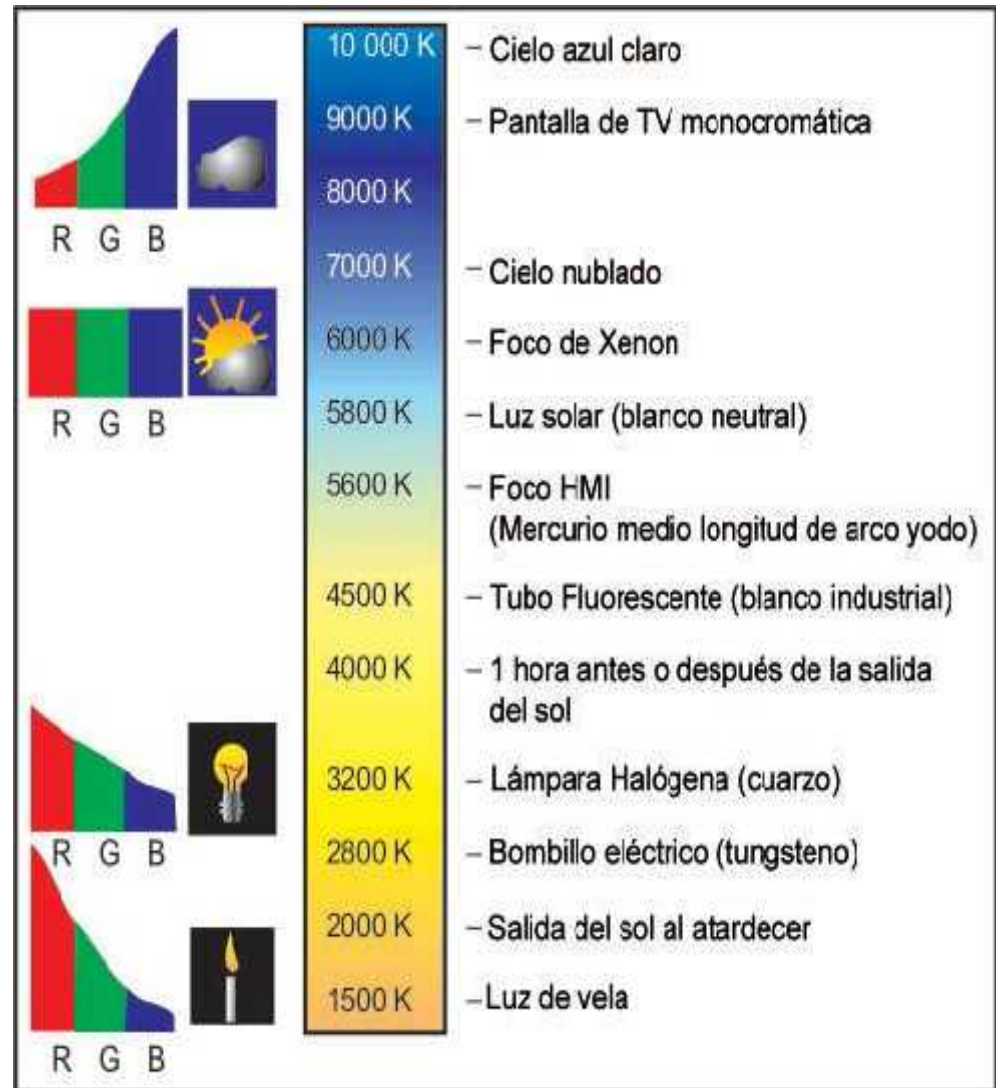 10 000 K – Cielo azul claro
9000 K – Pantalla de TV monocromática
8000 K
R G B
7000 K – Cielo nublado
6000 K – Foco de Xenon
R G B
5800 K – Luz solar (blanco neutral)
5600 K – Foco HMI
(Mercurio medio longitud de arco yodo)
4500 K – Tubo Fluorescente (blanco industrial)
4000 K – 1 hora antes o después de la salida
del sol
3200 K – Lámpara Halógena (cuarzo)
R G B
2800 K – Bombillo eléctrico (tungsteno)
2000 K – Salida del sol al atardecer
1500 K – Luz de vela
R G B